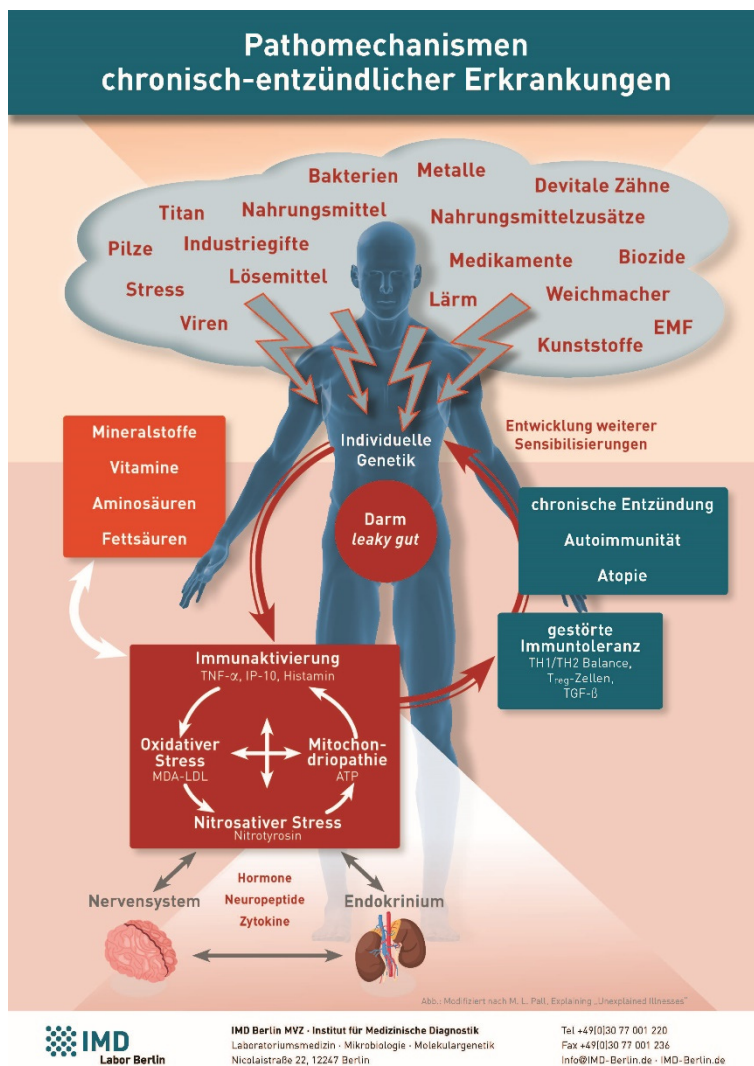 Pathomechanismen
chronisch-entzündlicher Erkrankungen
Bakterien
Metalle
Devitale Zähne
Titan
Nahrungsmittel
Nahrungsmittelzusätze
Pilze
Industriegifte
Medikamente
Biozide
Stress
Lösemittel
Lärm
Weichmacher
Viren
EMF
Kunststoffe
Mineralstoffe
Vitamine
Aminosäuren
Fettsäuren
Individuelle
Genetik
Entwicklung weiterer
Sensibilisierungen
Darm
leaky gut
chronische Entzündung
Autoimmunität
Atopie
gestörte
Immuntoleranz
TH1/TH2 Balance,
Treg-Zellen,
TGF-ß
Immunaktivierung
TNF-α, IP-10, Histamin
Oxidativer
Stress
MDA-LDL
Mitochon-
driopathie
ATP
Nitrosativer Stress
Nitrotyrosin
Nervensystem
Hormone
Neuropeptide
Zytokine
Endokrinium
Abb.: Modifiziert nach M. L. Pall, Explaining „Unexplained Illnesses“
IMD
Labor Berlin
IMD Berlin MVZ · Institut für Medizinische Diagnostik
Laboratoriumsmedizin · Mikrobiologie · Molekulargenetik
Nicolaistraße 22, 12247 Berlin
Tel +49(0)30 77 001 220
Fax +49(0)30 77 001 236
Info@IMD-Berlin.de · IMD-Berlin.de